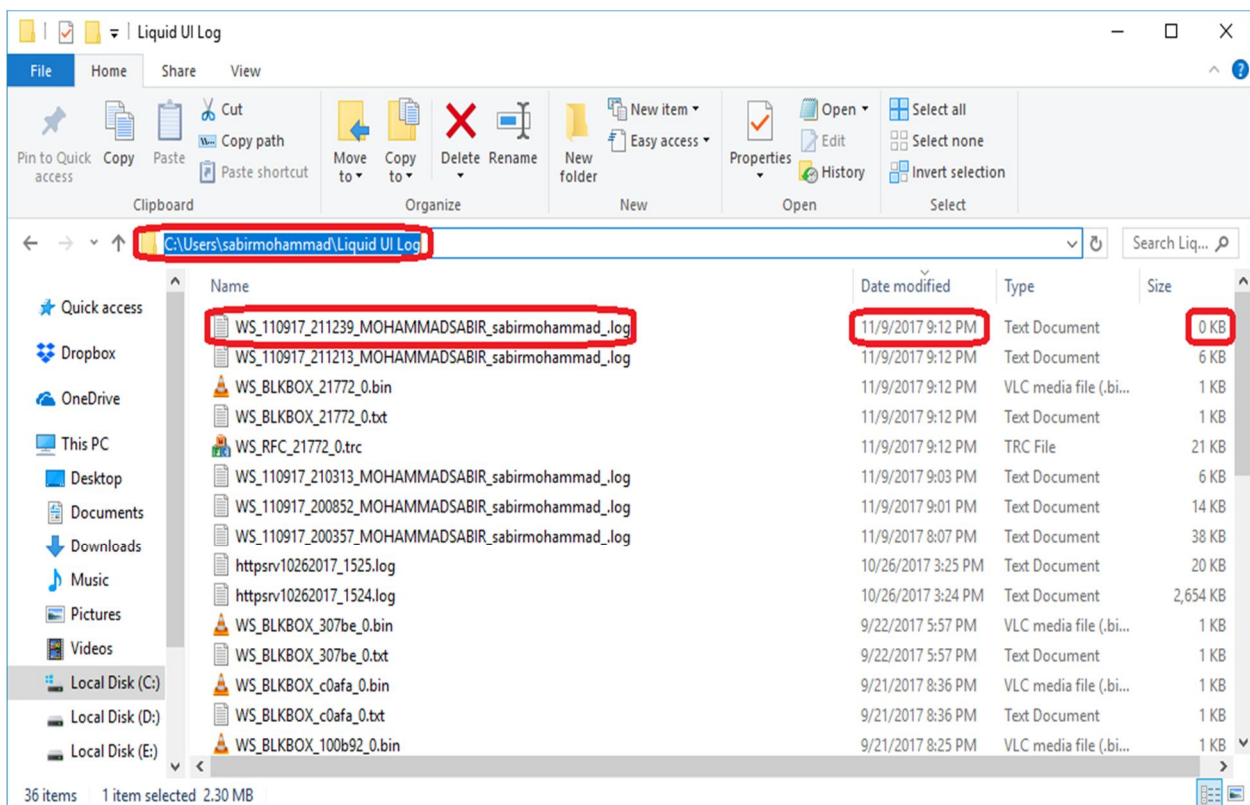 Liquid UI Log
File Home Share View
Pin to Quick access
Copy
Paste
Cut
Copy path
Paste shortcut
Clipboard
Move to
Copy to
Delete
Rename
Organize
New folder
New item
Easy access
New
Properties
Open
Edit
History
Open
Select all
Select none
Invert selection
Select
C:\Users\sabirmohammad\Liquid UI Log
Search Liq...
Quick access
Dropbox
OneDrive
This PC
Desktop
Documents
Downloads
Music
Pictures
Videos
Local Disk (C:)
Local Disk (D:)
Local Disk (E:)
Name Date modified Type Size
WS_110917_211239_MOHAMMADSABIR_sabirmohammad_.log 11/9/2017 9:12 PM Text Document 0 KB
WS_110917_211213_MOHAMMADSABIR_sabirmohammad_.log 11/9/2017 9:12 PM Text Document 6 KB
WS_BLKBOX_21772_0.bin 11/9/2017 9:12 PM VLC media file (.bi... 1 KB
WS_BLKBOX_21772_0.txt 11/9/2017 9:12 PM Text Document 1 KB
WS_RFC_21772_0.trc 11/9/2017 9:12 PM TRC File 21 KB
WS_110917_210313_MOHAMMADSABIR_sabirmohammad_.log 11/9/2017 9:03 PM Text Document 6 KB
WS_110917_200852_MOHAMMADSABIR_sabirmohammad_.log 11/9/2017 9:01 PM Text Document 14 KB
WS_110917_200357_MOHAMMADSABIR_sabirmohammad_.log 11/9/2017 8:07 PM Text Document 38 KB
httpsrv10262017_1525.log 10/26/2017 3:25 PM Text Document 20 KB
httpsrv10262017_1524.log 10/26/2017 3:24 PM Text Document 2,654 KB
WS_BLKBOX_307be_0.bin 9/22/2017 5:57 PM VLC media file (.bi... 1 KB
WS_BLKBOX_307be_0.txt 9/22/2017 5:57 PM Text Document 1 KB
WS_BLKBOX_c0afa_0.bin 9/21/2017 8:36 PM VLC media file (.bi... 1 KB
WS_BLKBOX_c0afa_0.txt 9/21/2017 8:36 PM Text Document 1 KB
WS_BLKBOX_100b92_0.bin 9/21/2017 8:25 PM VLC media file (.bi... 1 KB
36 items 1 item selected 2.30 MB